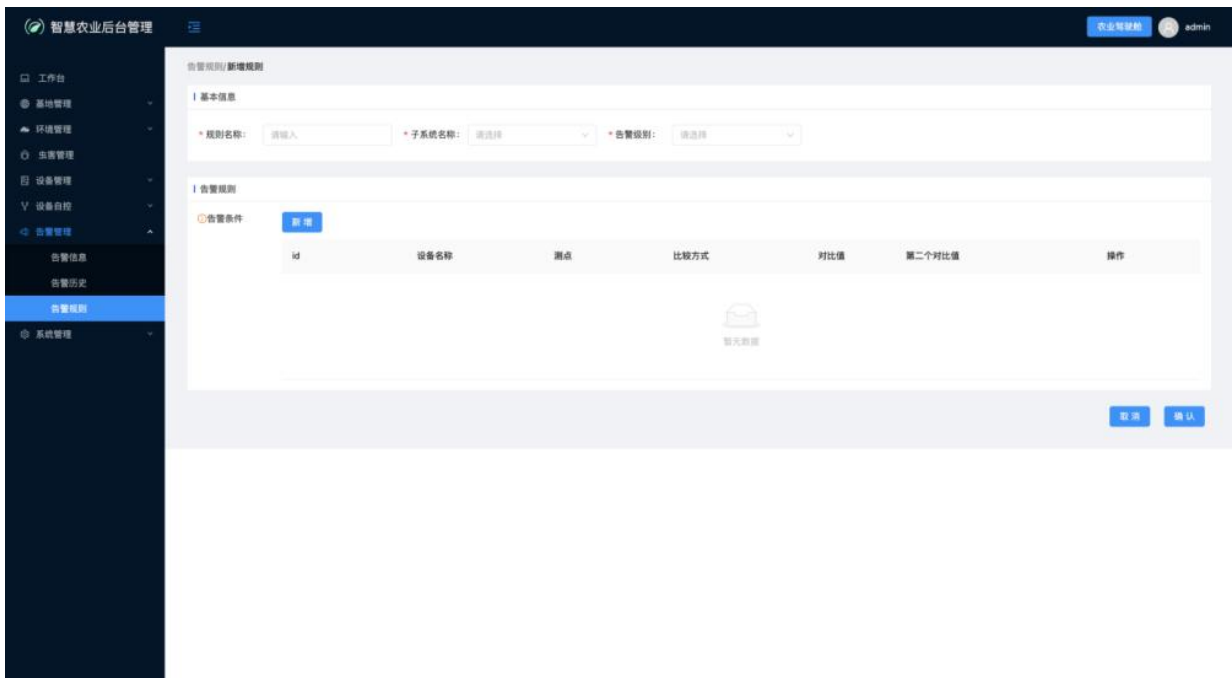 智慧农业后台管理
农业驾驶舱 admin
工作台
基地管理
环境管理
虫害管理
设备管理
设备自控
告警管理
告警信息
告警历史
告警规则
系统管理
告警规则/新增规则
基本信息
* 规则名称： 请输入 * 子系统名称： 请选择 * 告警级别： 请选择
告警规则
告警条件 新 增
id 设备名称 测点 比较方式 对比值 第二个对比值 操作
暂无数据
取 消 确 认